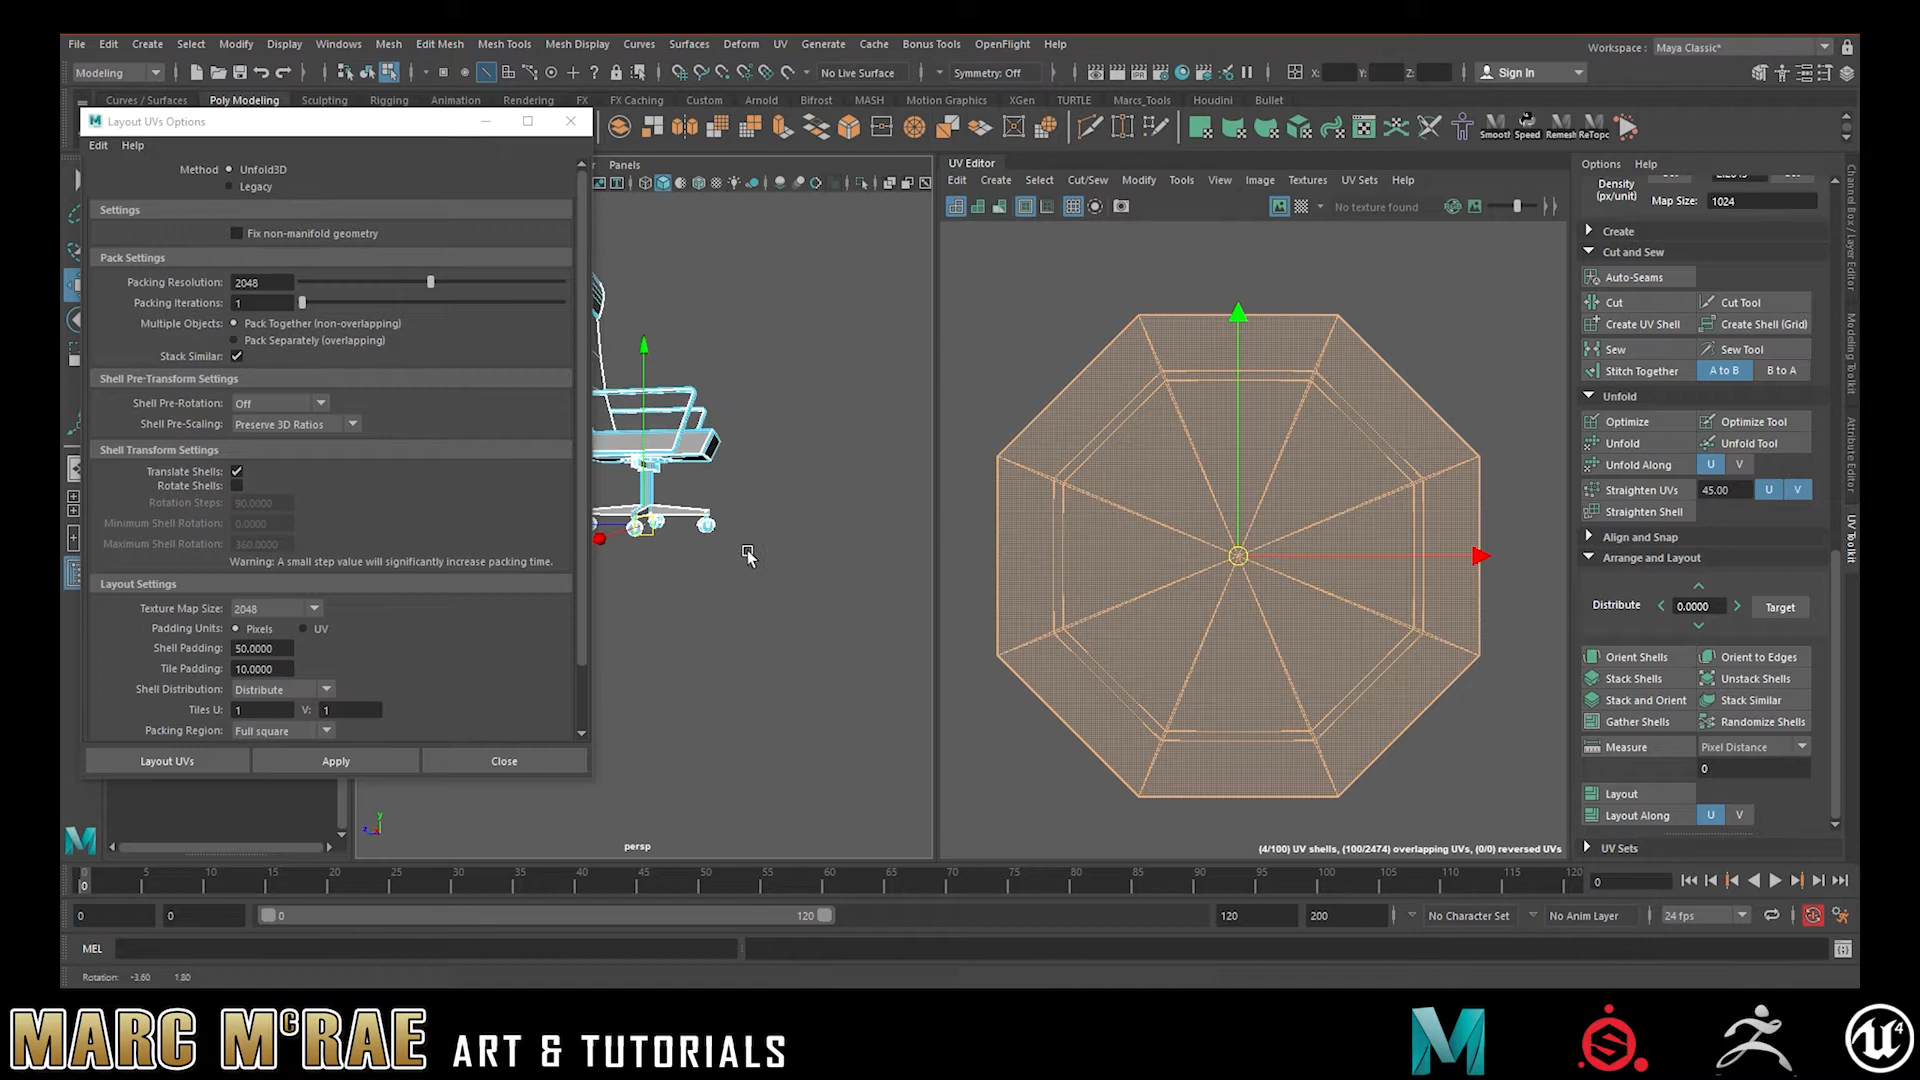 File Edit Create Select Modify Display Windows Mesh Edit Mesh Mesh Tools Mesh Display Curves Surfaces Deform UV Generate Cache Bonus Tools OpenFlight Help
Workspace : Maya Classic*
Modeling No Live Surface Symmetry: Off X: Y: Z: Sign In
Curves / Surfaces Poly Modeling Sculpting Rigging Animation Rendering FX FX Caching Custom Arnold Bifrost MASH Motion Graphics XGen TURTLE Marcs_Tools Houdini Bullet
Smooth Speed Remesh ReTopc
Layout UVs Options
Edit Help
Method Unfold3D
Legacy
Settings
Fix non-manifold geometry
Pack Settings
Packing Resolution: 2048
Packing Iterations: 1
Multiple Objects: Pack Together (non-overlapping)
Pack Separately (overlapping)
Stack Similar:
Shell Pre-Transform Settings
Shell Pre-Rotation: Off
Shell Pre-Scaling: Preserve 3D Ratios
Shell Transform Settings
Translate Shells:
Rotate Shells:
Rotation Steps: 90.0000
Minimum Shell Rotation: 0.0000
Maximum Shell Rotation: 360.0000
Warning: A small step value will significantly increase packing time.
Layout Settings
Texture Map Size: 2048
Padding Units: Pixels UV
Shell Padding: 50.0000
Tile Padding: 10.0000
Shell Distribution: Distribute
Tiles U: 1 V: 1
Packing Region: Full square
Layout UVs Apply Close
Panels
persp
y
UV Editor
Edit Create Select Cut/Sew Modify Tools View Image Textures UV Sets Help
No texture found
(4/100) UV shells, (100/2474) overlapping UVs, (0/0) reversed UVs
Options Help
Density
(px/unit) Map Size: 1024
Create
Cut and Sew
Auto-Seams
Cut Cut Tool
Create UV Shell Create Shell (Grid)
Sew Sew Tool
Stitch Together A to B B to A
Unfold
Optimize Optimize Tool
Unfold Unfold Tool
Unfold Along U V
Straighten UVs 45.00 U V
Straighten Shell
Align and Snap
Arrange and Layout
Distribute 0.0000 Target
Orient Shells Orient to Edges
Stack Shells Unstack Shells
Stack and Orient Stack Similar
Gather Shells Randomize Shells
Measure Pixel Distance
0
Layout
Layout Along U V
UV Sets
Channel Box / Layer Editor
Modeling Toolkit
Attribute Editor
UV Toolkit
0 5 10 15 20 25 30 35 40 45 50 55 60 65 70 75 80 85 90 95 100 105 110 115 120
0 0
0 0 0 120 120 200 No Character Set No Anim Layer 24 fps
MEL
Rotation: -3.60 1.80
MARC McRAE ART & TUTORIALS